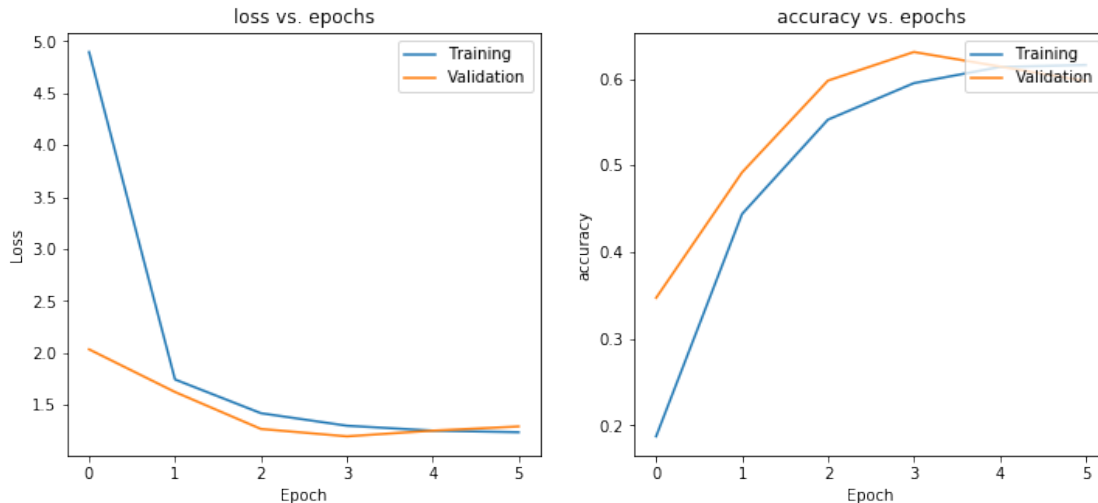 loss vs. epochs
Training
Validation
5.0
4.5
4.0
3.5
3.0
2.5
2.0
1.5
Loss
0 1 2 3 4 5
Epoch
accuracy vs. epochs
Training
Validation
0.6
0.5
0.4
0.3
0.2
accuracy
0 1 2 3 4 5
Epoch